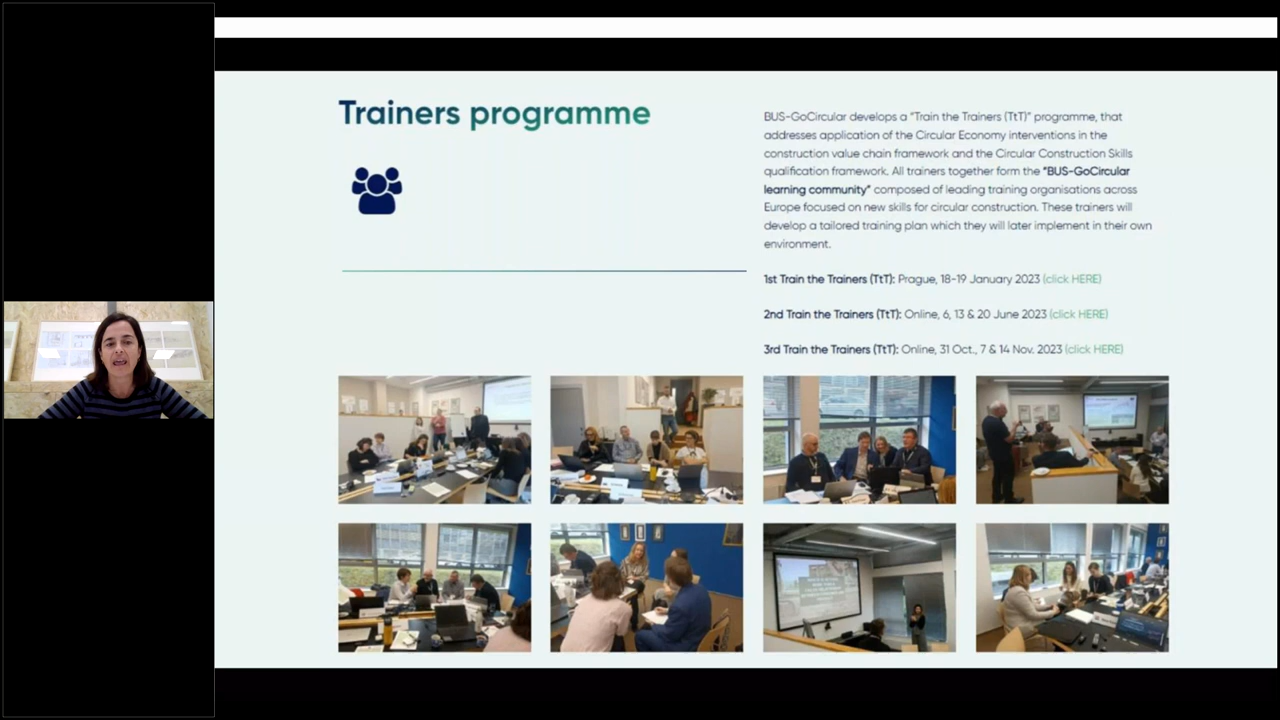 Trainers programme
BUS-GoCircular develops a “Train the Trainers (TtT)” programme, that
addresses application of the Circular Economy interventions in the
construction value chain framework and the Circular Construction Skills
qualification framework. All trainers together form the “BUS-GoCircular
learning community” composed of leading training organisations across
Europe focused on new skills for circular construction. These trainers will
develop a tailored training plan which they will later implement in their own
environment.
1st Train the Trainers (TtT): Prague, 18-19 January 2023 (click HERE)
2nd Train the Trainers (TtT): Online, 6, 13 & 20 June 2023 (click HERE)
3rd Train the Trainers (TtT): Online, 31 Oct., 7 & 14 Nov. 2023 (click HERE)